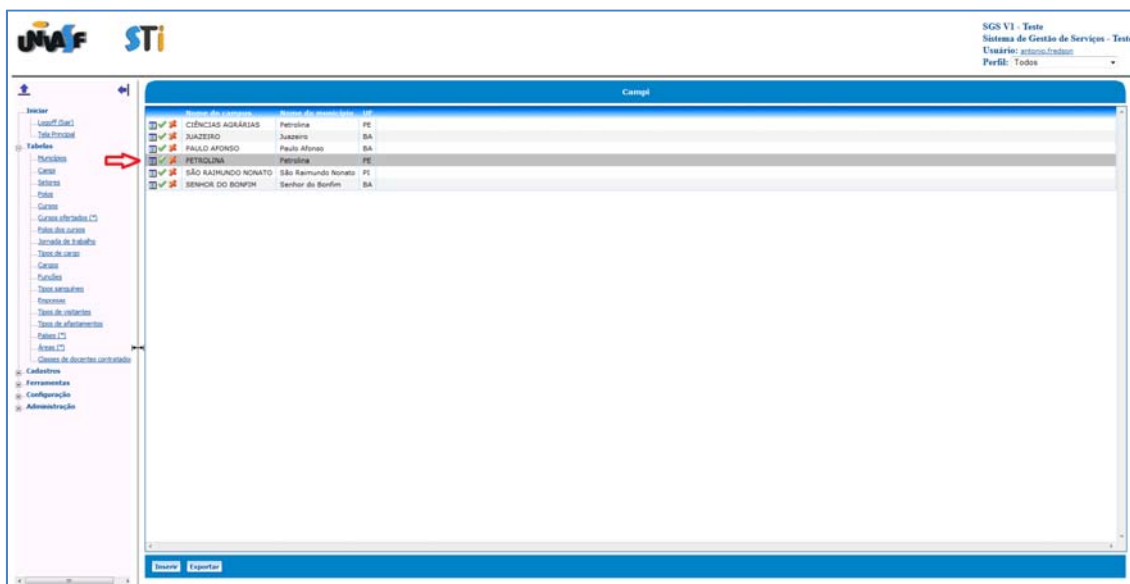 UNIVASF STi
SGS V1 - Teste
Sistema de Gestão de Serviços - Teste
Usuário: antonio.fredson
Perfil: Todos
Iniciar
Logoff (Sair)
Tela Principal
Tabelas
Municípios
Campi
Setores
Polos
Cursos
Cursos ofertados (*)
Polos dos cursos
Jornada de trabalho
Tipos de cargo
Cargos
Funções
Tipos sanguíneo
Empresas
Tipos de visitantes
Tipos de afastamentos
Países (*)
Áreas (*)
Classes de docentes contratado
Cadastros
Ferramentas
Configuração
Administração
Campi
Nome do campus Nome do município UF
CIÊNCIAS AGRÁRIAS Petrolina PE
JUAZEIRO Juazeiro BA
PAULO AFONSO Paulo Afonso BA
PETROLINA Petrolina PE
SÃO RAIMUNDO NONATO São Raimundo Nonato PI
SENHOR DO BONFIM Senhor do Bonfim BA
Inserir Exportar